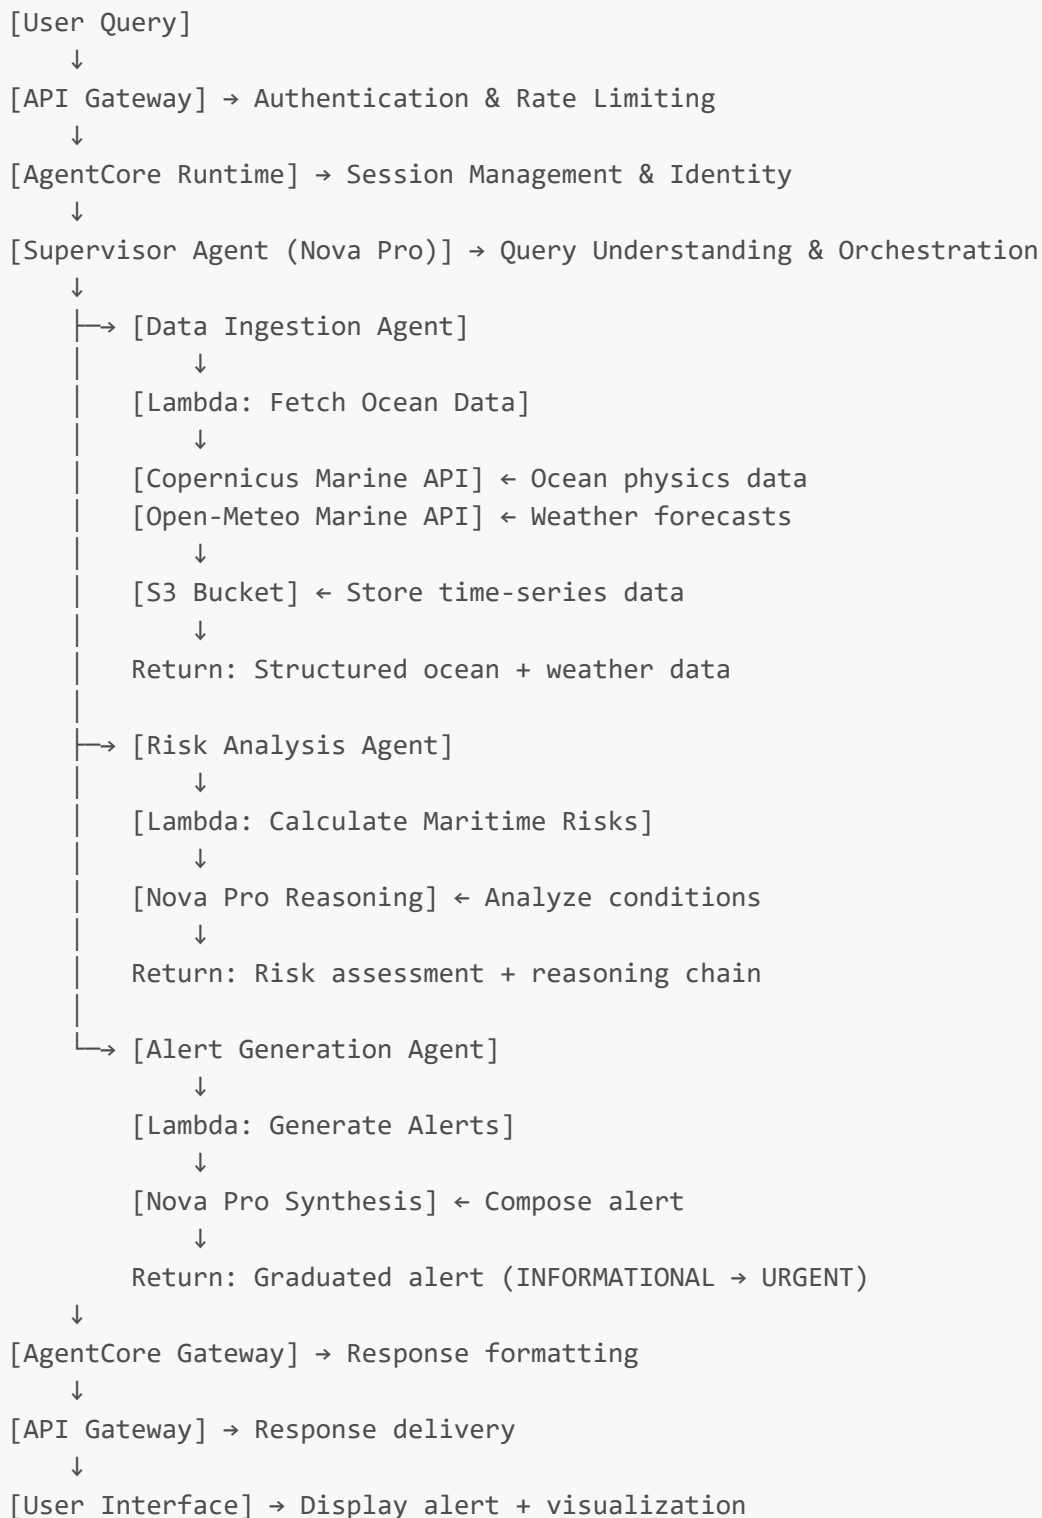 [User Query]
    ↓
[API Gateway] → Authentication & Rate Limiting
    ↓
[AgentCore Runtime] → Session Management & Identity
    ↓
[Supervisor Agent (Nova Pro)] → Query Understanding & Orchestration
    ↓
    ├─→ [Data Ingestion Agent]
    │       ↓
    │   [Lambda: Fetch Ocean Data]
    │       ↓
    │   [Copernicus Marine API] ← Ocean physics data
    │   [Open-Meteo Marine API] ← Weather forecasts
    │       ↓
    │   [S3 Bucket] ← Store time-series data
    │       ↓
    │   Return: Structured ocean + weather data
    │
    ├─→ [Risk Analysis Agent]
    │       ↓
    │   [Lambda: Calculate Maritime Risks]
    │       ↓
    │   [Nova Pro Reasoning] ← Analyze conditions
    │       ↓
    │   Return: Risk assessment + reasoning chain
    │
    └─→ [Alert Generation Agent]
            ↓
        [Lambda: Generate Alerts]
            ↓
        [Nova Pro Synthesis] ← Compose alert
            ↓
        Return: Graduated alert (INFORMATIONAL → URGENT)
    ↓
[AgentCore Gateway] → Response formatting
    ↓
[API Gateway] → Response delivery
    ↓
[User Interface] → Display alert + visualization